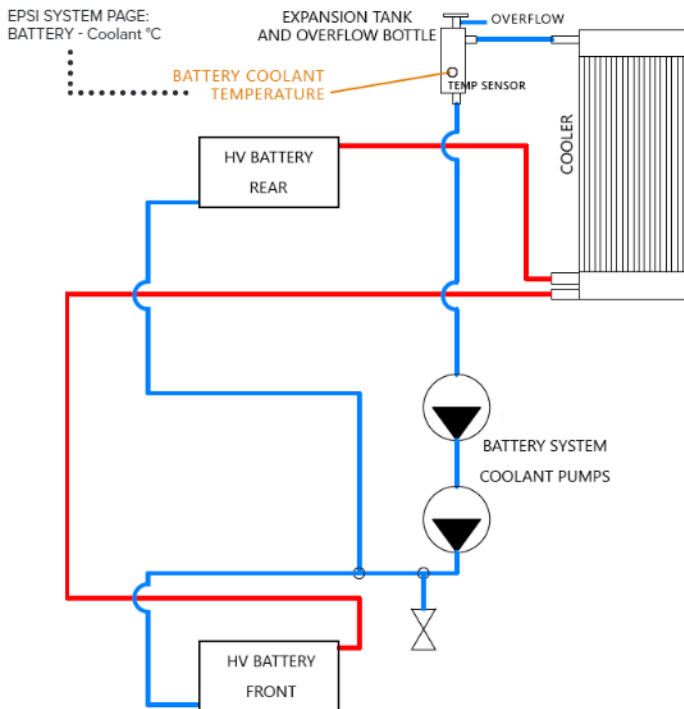 EPSI SYSTEM PAGE:
BATTERY - Coolant °C
EXPANSION TANK
AND OVERFLOW BOTTLE
OVERFLOW
BATTERY COOLANT
TEMPERATURE
TEMP SENSOR
COOLER
HV BATTERY
REAR
BATTERY SYSTEM
COOLANT PUMPS
HV BATTERY
FRONT